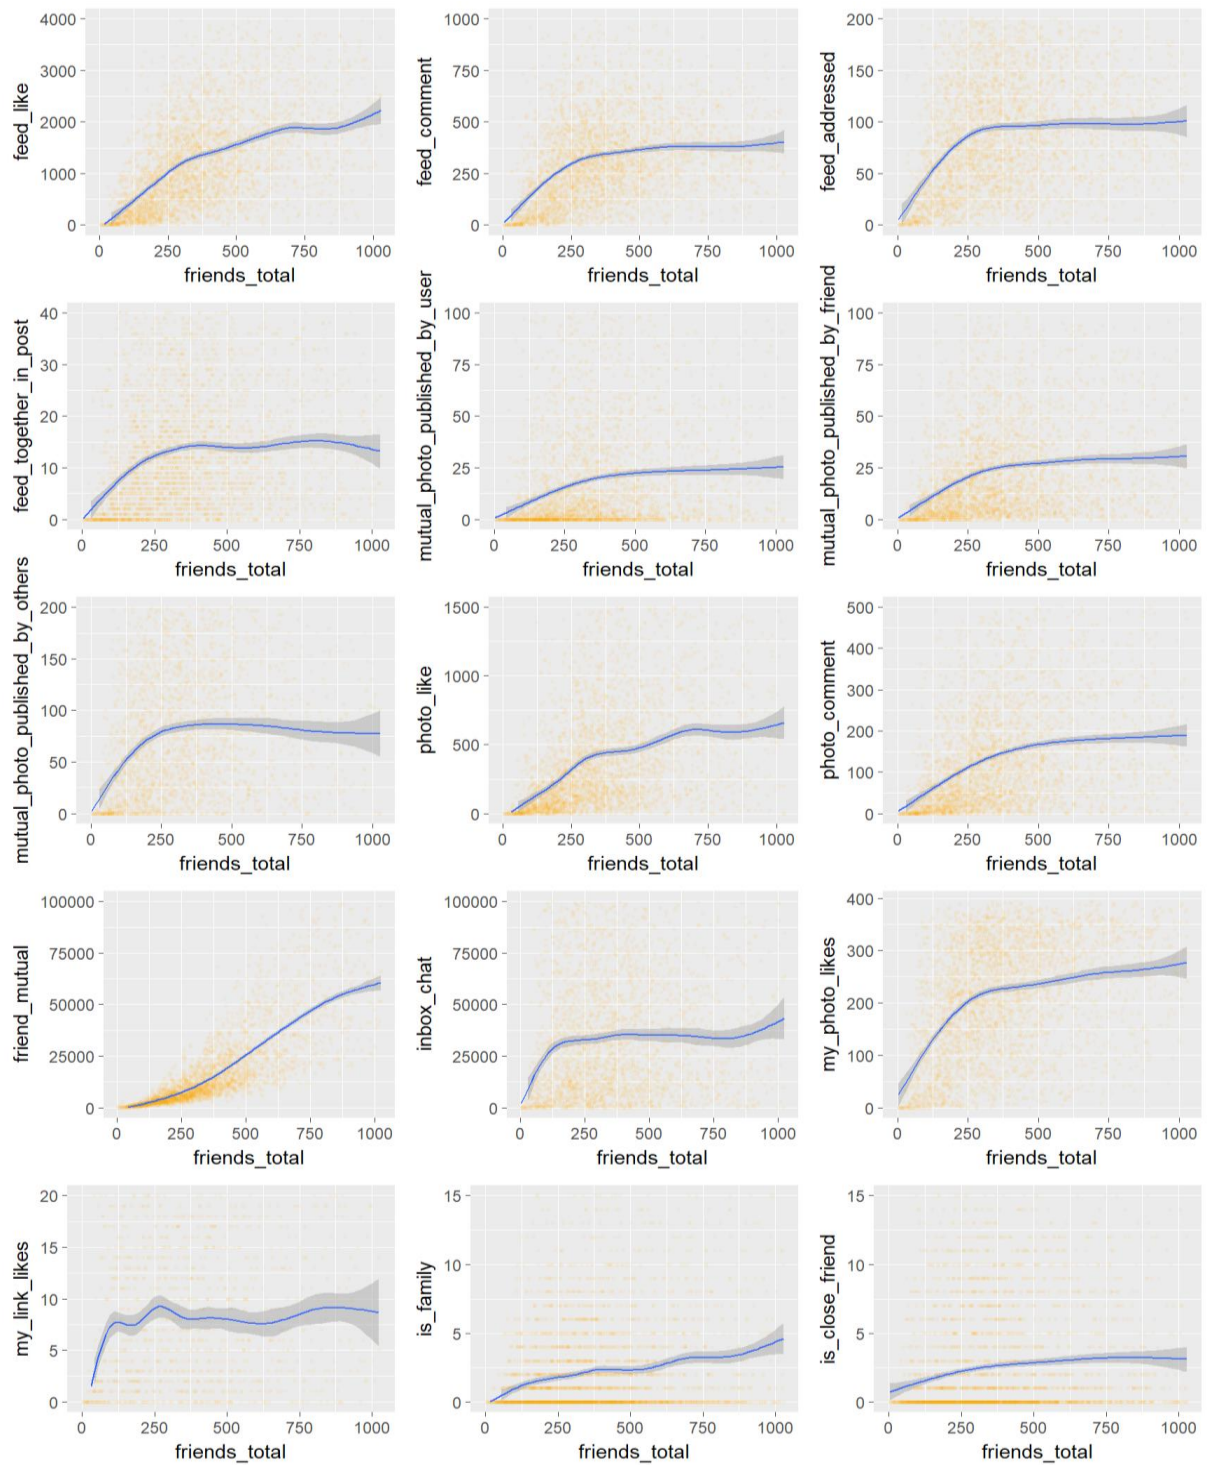 feed_like
4000
3000
2000
1000
0
0 250 500 750 1000
friends_total
feed_comment
1000
750
500
250
0
0 250 500 750 1000
friends_total
feed_addressed
200
150
100
50
0
0 250 500 750 1000
friends_total
feed_together_in_post
40
30
20
10
0
0 250 500 750 1000
friends_total
mutual_photo_published_by_user
100
75
50
25
0
0 250 500 750 1000
friends_total
mutual_photo_published_by_friend
100
75
50
25
0
0 250 500 750 1000
friends_total
mutual_photo_published_by_others
200
150
100
50
0
0 250 500 750 1000
friends_total
photo_like
1500
1000
500
0
0 250 500 750 1000
friends_total
photo_comment
500
400
300
200
100
0
0 250 500 750 1000
friends_total
friend_mutual
100000
75000
50000
25000
0
0 250 500 750 1000
friends_total
inbox_chat
100000
75000
50000
25000
0
0 250 500 750 1000
friends_total
my_photo_likes
400
300
200
100
0
0 250 500 750 1000
friends_total
my_link_likes
20
15
10
5
0
0 250 500 750 1000
friends_total
is_family
15
10
5
0
0 250 500 750 1000
friends_total
is_close_friend
15
10
5
0
0 250 500 750 1000
friends_total